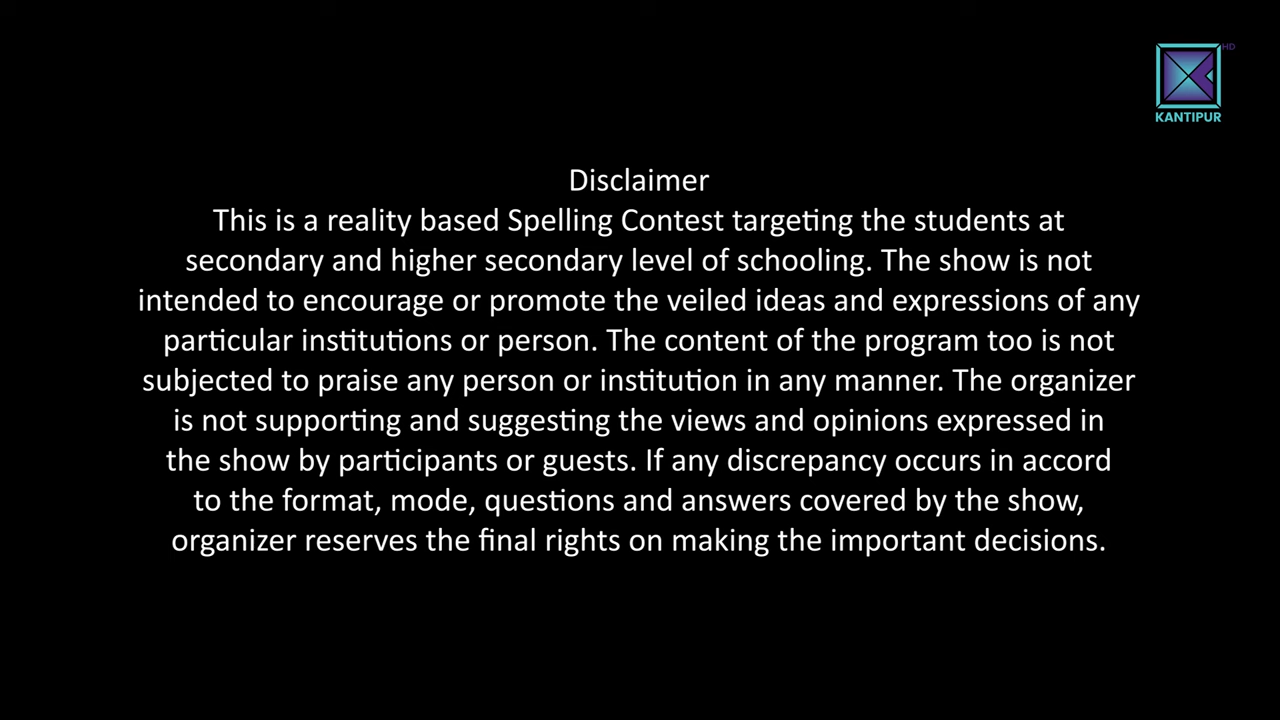 HD
KANTIPUR
Disclaimer
This is a reality based Spelling Contest targeting the students at
secondary and higher secondary level of schooling. The show is not
intended to encourage or promote the veiled ideas and expressions of any
particular institutions or person. The content of the program too is not
subjected to praise any person or institution in any manner. The organizer
is not supporting and suggesting the views and opinions expressed in
the show by participants or guests. If any discrepancy occurs in accord
to the format, mode, questions and answers covered by the show,
organizer reserves the final rights on making the important decisions.